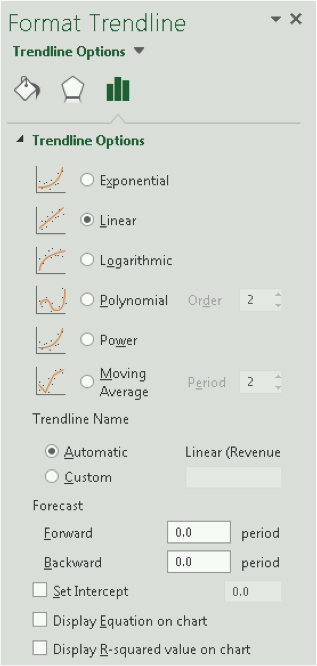 Format Trendline
Trendline Options
Trendline Options
Exponential
Linear
Logarithmic
Polynomial Order 2
Power
Moving Average Period 2
Trendline Name
Automatic Linear (Revenue
Custom
Forecast
Forward 0.0 period
Backward 0.0 period
Set Intercept 0.0
Display Equation on chart
Display R-squared value on chart